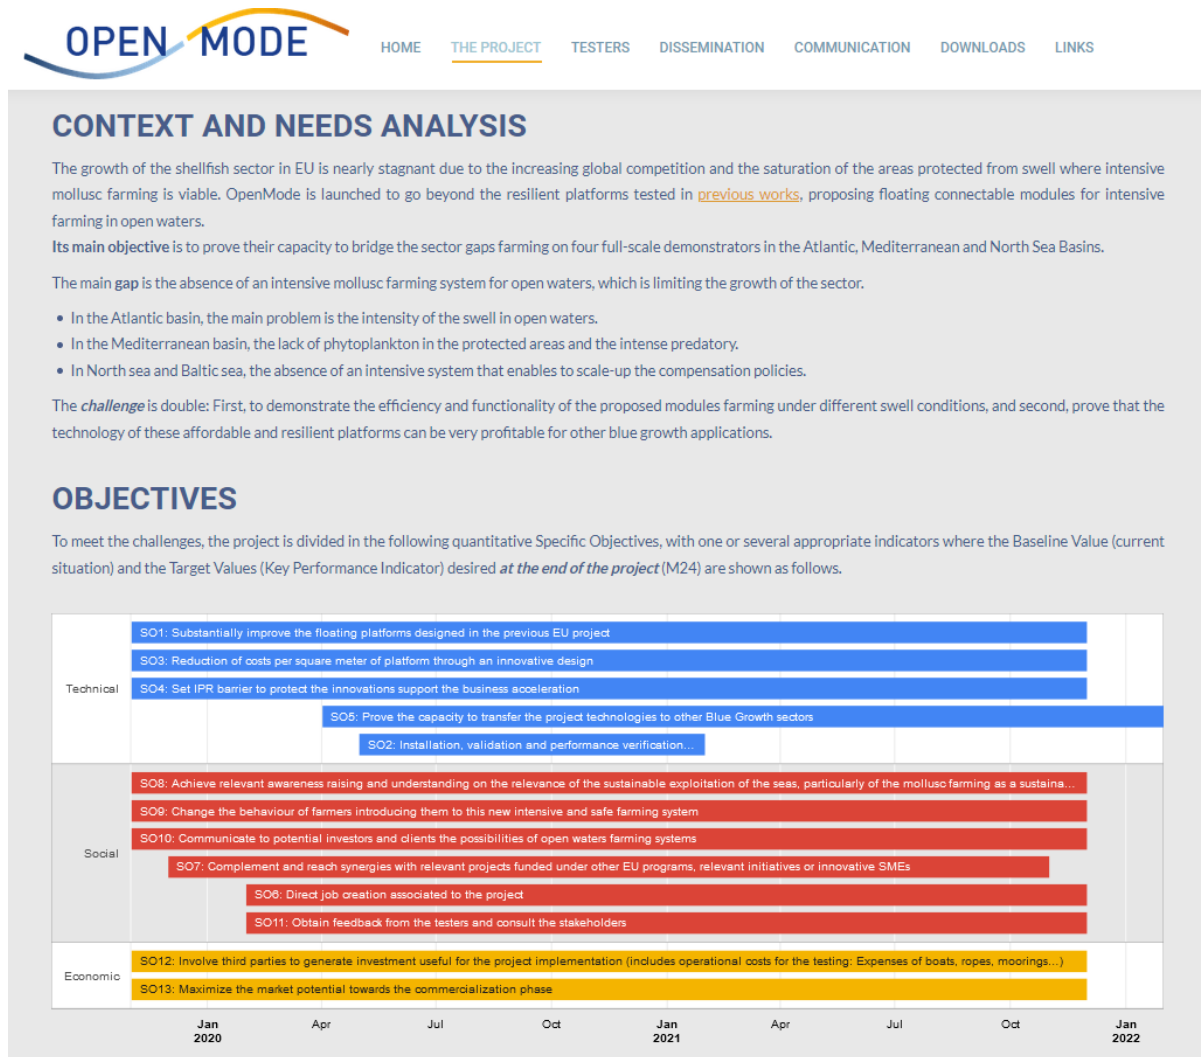 OPEN MODE
HOME THE PROJECT TESTERS DISSEMINATION COMMUNICATION DOWNLOADS LINKS
CONTEXT AND NEEDS ANALYSIS
The growth of the shellfish sector in EU is nearly stagnant due to the increasing global competition and the saturation of the areas protected from swell where intensive
mollusc farming is viable. OpenMode is launched to go beyond the resilient platforms tested in previous works, proposing floating connectable modules for intensive
farming in open waters.
Its main objective is to prove their capacity to bridge the sector gaps farming on four full-scale demonstrators in the Atlantic, Mediterranean and North Sea Basins.
The main gap is the absence of an intensive mollusc farming system for open waters, which is limiting the growth of the sector.
• In the Atlantic basin, the main problem is the intensity of the swell in open waters.
• In the Mediterranean basin, the lack of phytoplankton in the protected areas and the intense predatory.
• In North sea and Baltic sea, the absence of an intensive system that enables to scale-up the compensation policies.
The challenge is double: First, to demonstrate the efficiency and functionality of the proposed modules farming under different swell conditions, and second, prove that the
technology of these affordable and resilient platforms can be very profitable for other blue growth applications.
OBJECTIVES
To meet the challenges, the project is divided in the following quantitative Specific Objectives, with one or several appropriate indicators where the Baseline Value (current
situation) and the Target Values (Key Performance Indicator) desired at the end of the project (M24) are shown as follows.
Technical
SO1: Substantially improve the floating platforms designed in the previous EU project
SO3: Reduction of costs per square meter of platform through an innovative design
SO4: Set IPR barrier to protect the innovations support the business acceleration
SO5: Prove the capacity to transfer the project technologies to other Blue Growth sectors
SO2: Installation, validation and performance verification...
Social
SO8: Achieve relevant awareness raising and understanding on the relevance of the sustainable exploitation of the seas, particularly of the mollusc farming as a sustaina...
SO9: Change the behaviour of farmers introducing them to this new intensive and safe farming system
SO10: Communicate to potential investors and clients the possibilities of open waters farming systems
SO7: Complement and reach synergies with relevant projects funded under other EU programs, relevant initiatives or innovative SMEs
SO6: Direct job creation associated to the project
SO11: Obtain feedback from the testers and consult the stakeholders
Economic
SO12: Involve third parties to generate investment useful for the project implementation (includes operational costs for the testing: Expenses of boats, ropes, moorings...)
SO13: Maximize the market potential towards the commercialization phase
Jan Apr Jul Oct Jan Apr Jul Oct Jan
2020 2021 2022